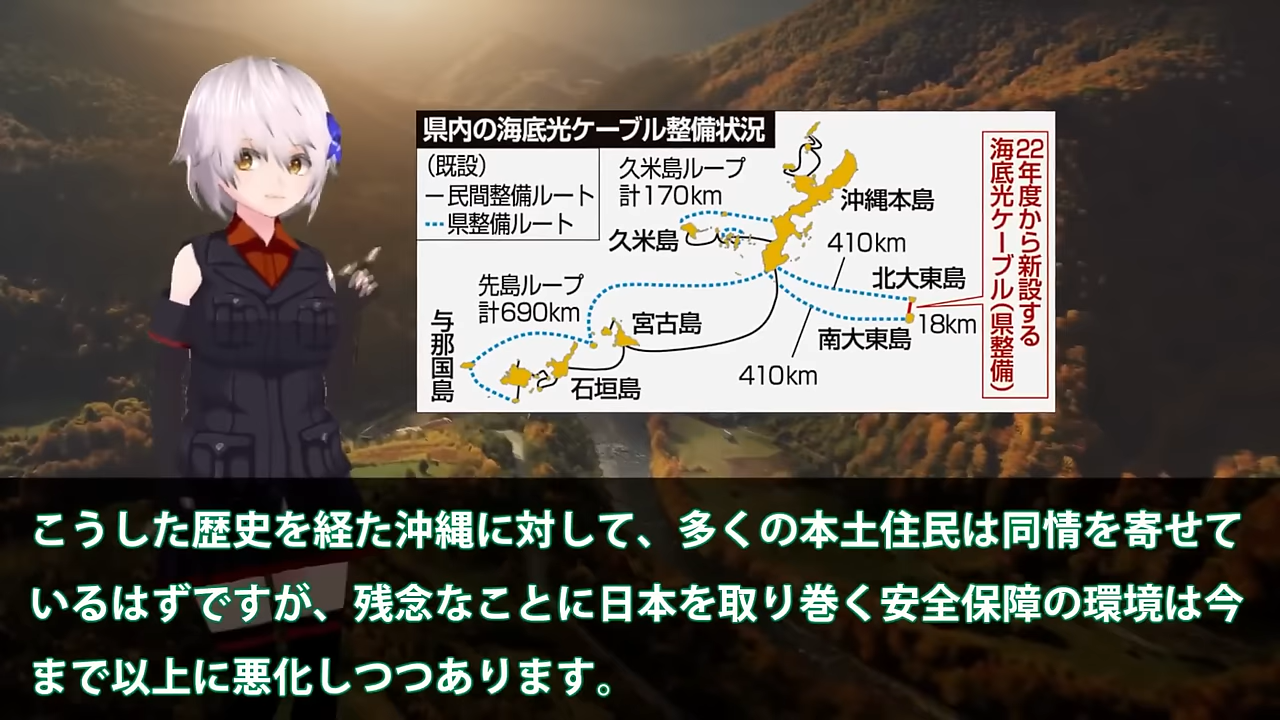 県内の海底光ケーブル整備状況
（既設）
ー民間整備ルート
県整備ルート
久米島ループ
計170km
沖縄本島
久米島
410km
北大東島
先島ループ
計690km
宮古島
18km
南大東島
与那国島
410km
石垣島
22年度から新設する
海底光ケーブル（県整備）
こうした歴史を経た沖縄に対して、多くの本土住民は同情を寄せて
いるはずですが、残念なことに日本を取り巻く安全保障の環境は今
まで以上に悪化しつつあります。